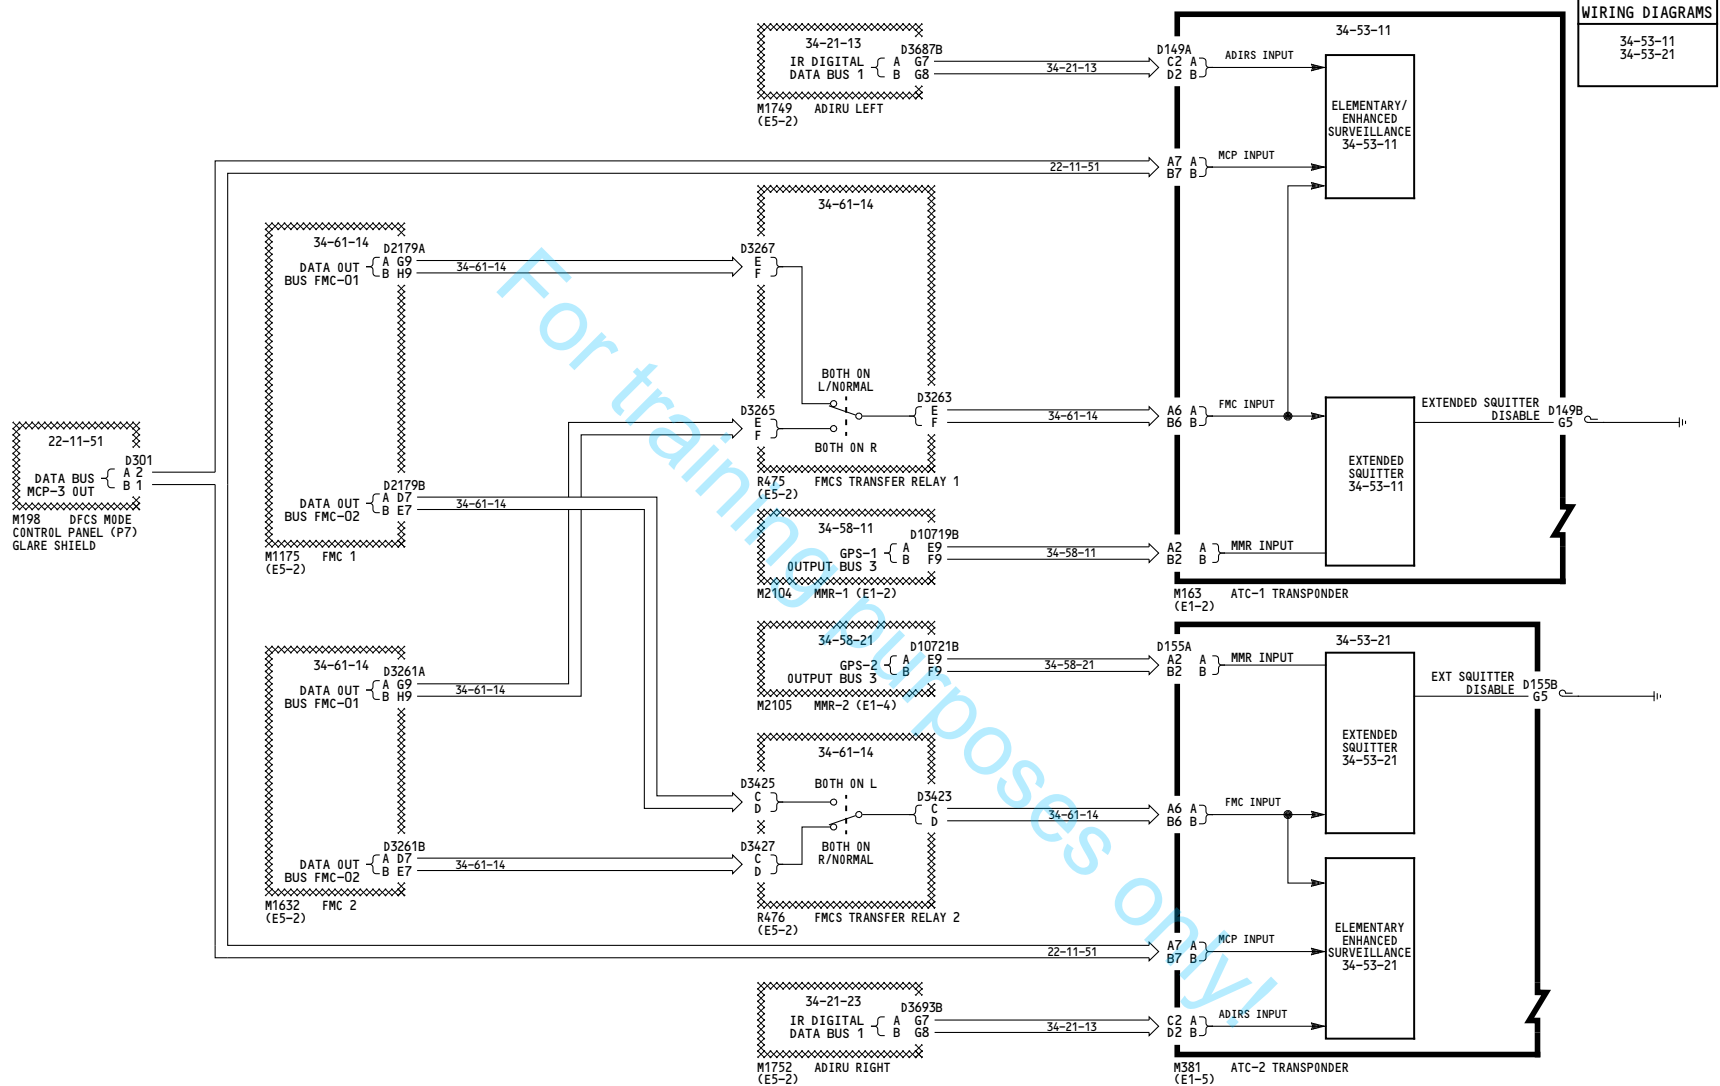 WIRING DIAGRAMS
34-53-11
34-53-21
34-21-13
IR DIGITAL
DATA BUS 1
A
B
D3687B
G7
G8
M1749 ADIRU LEFT
(E5-2)
34-21-13
D149A
C2 A
D2 B
ADIRS INPUT
34-53-11
ELEMENTARY/
ENHANCED
SURVEILLANCE
34-53-11
22-11-51
A7 A
B7 B
MCP INPUT
34-61-14
D2179A
DATA OUT
BUS FMC-01
A G9
B H9
34-61-14
D2179B
DATA OUT
BUS FMC-02
A D7
B E7
34-61-14
M1175 FMC 1
(E5-2)
34-61-14
D3267
E
F
BOTH ON
L/NORMAL
D3265
E
F
BOTH ON R
D3263
E
F
R475 FMCS TRANSFER RELAY 1
(E5-2)
34-61-14
A6 A
B6 B
FMC INPUT
EXTENDED
SQUITTER
34-53-11
EXTENDED SQUITTER
DISABLE
D149B
G5
22-11-51
DATA BUS
MCP-3 OUT
D301
A 2
B 1
M198 DFCS MODE
CONTROL PANEL (P7)
GLARE SHIELD
34-58-11
GPS-1
OUTPUT BUS 3
A
B
D10719B
E9
F9
M2104 MMR-1 (E1-2)
34-58-11
A2 A
B2 B
MMR INPUT
M163 ATC-1 TRANSPONDER
(E1-2)
34-58-21
GPS-2
OUTPUT BUS 3
A
B
D10721B
E9
F9
M2105 MMR-2 (E1-4)
34-58-21
D155A
A2 A
B2 B
MMR INPUT
34-53-21
EXTENDED
SQUITTER
34-53-21
EXT SQUITTER
DISABLE
D155B
G5
34-61-14
D3261A
DATA OUT
BUS FMC-01
A G9
B H9
34-61-14
D3261B
DATA OUT
BUS FMC-02
A D7
B E7
34-61-14
M1632 FMC 2
(E5-2)
34-61-14
D3425
C
D
BOTH ON L
D3427
C
D
BOTH ON
R/NORMAL
D3423
C
D
R476 FMCS TRANSFER RELAY 2
(E5-2)
34-61-14
A6 A
B6 B
FMC INPUT
ELEMENTARY
ENHANCED
SURVEILLANCE
34-53-21
22-11-51
A7 A
B7 B
MCP INPUT
34-21-23
IR DIGITAL
DATA BUS 1
A
B
D3693B
G7
G8
M1752 ADIRU RIGHT
(E5-2)
34-21-13
C2 A
D2 B
ADIRS INPUT
M381 ATC-2 TRANSPONDER
(E1-5)
For training purposes only!